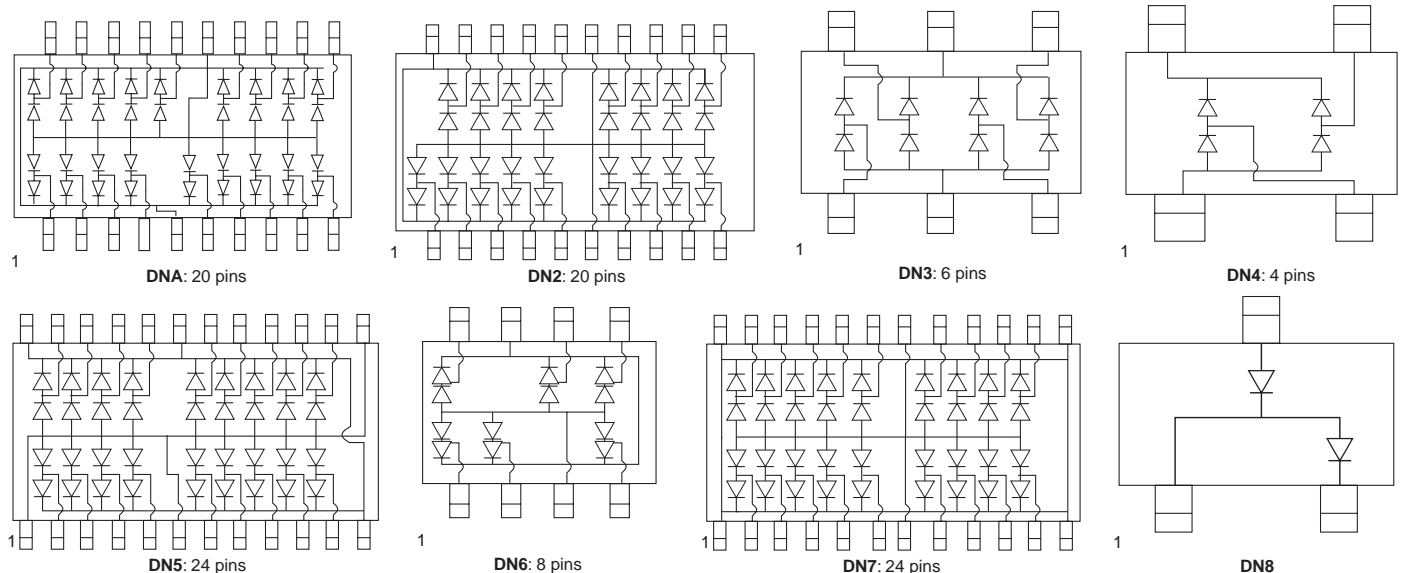 1
DNA: 20 pins
1
DN2: 20 pins
1
DN3: 6 pins
1
DN4: 4 pins
1
DN5: 24 pins
1
DN6: 8 pins
1
DN7: 24 pins
1
DN8